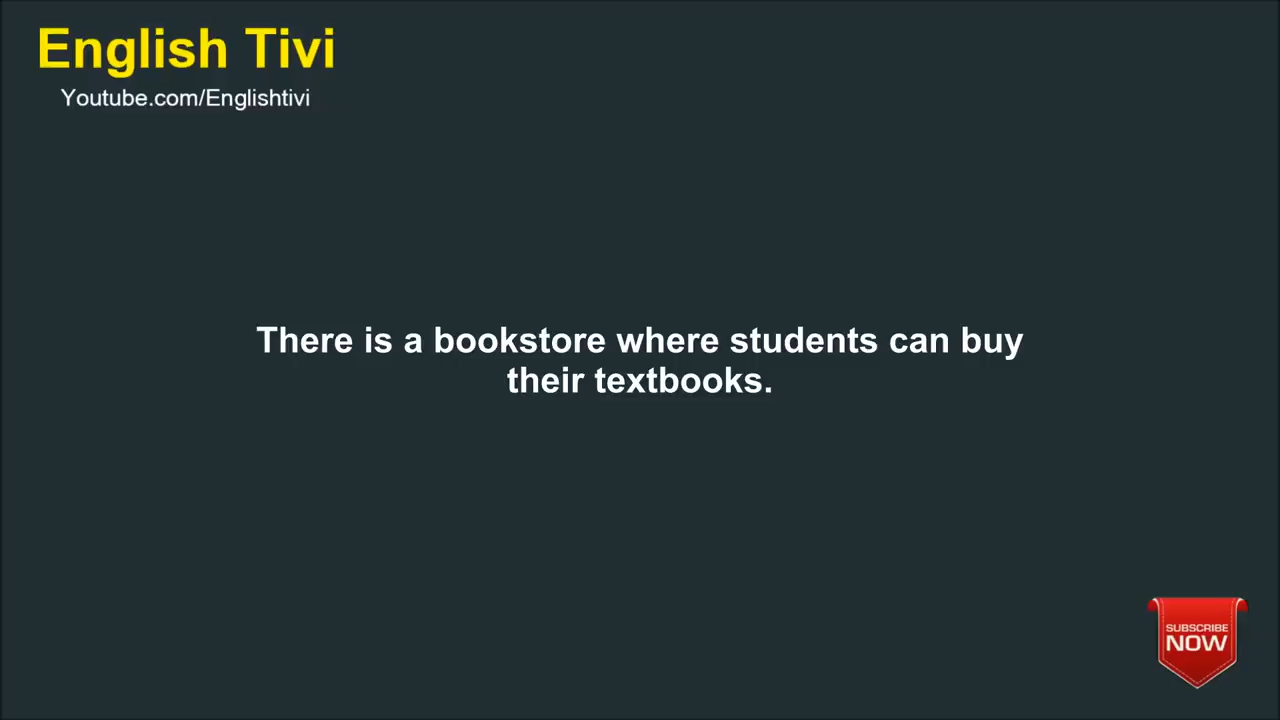 English Tivi
Youtube.com/Englishtivi
There is a bookstore where students can buy
their textbooks.
SUBSCRIBE
NOW